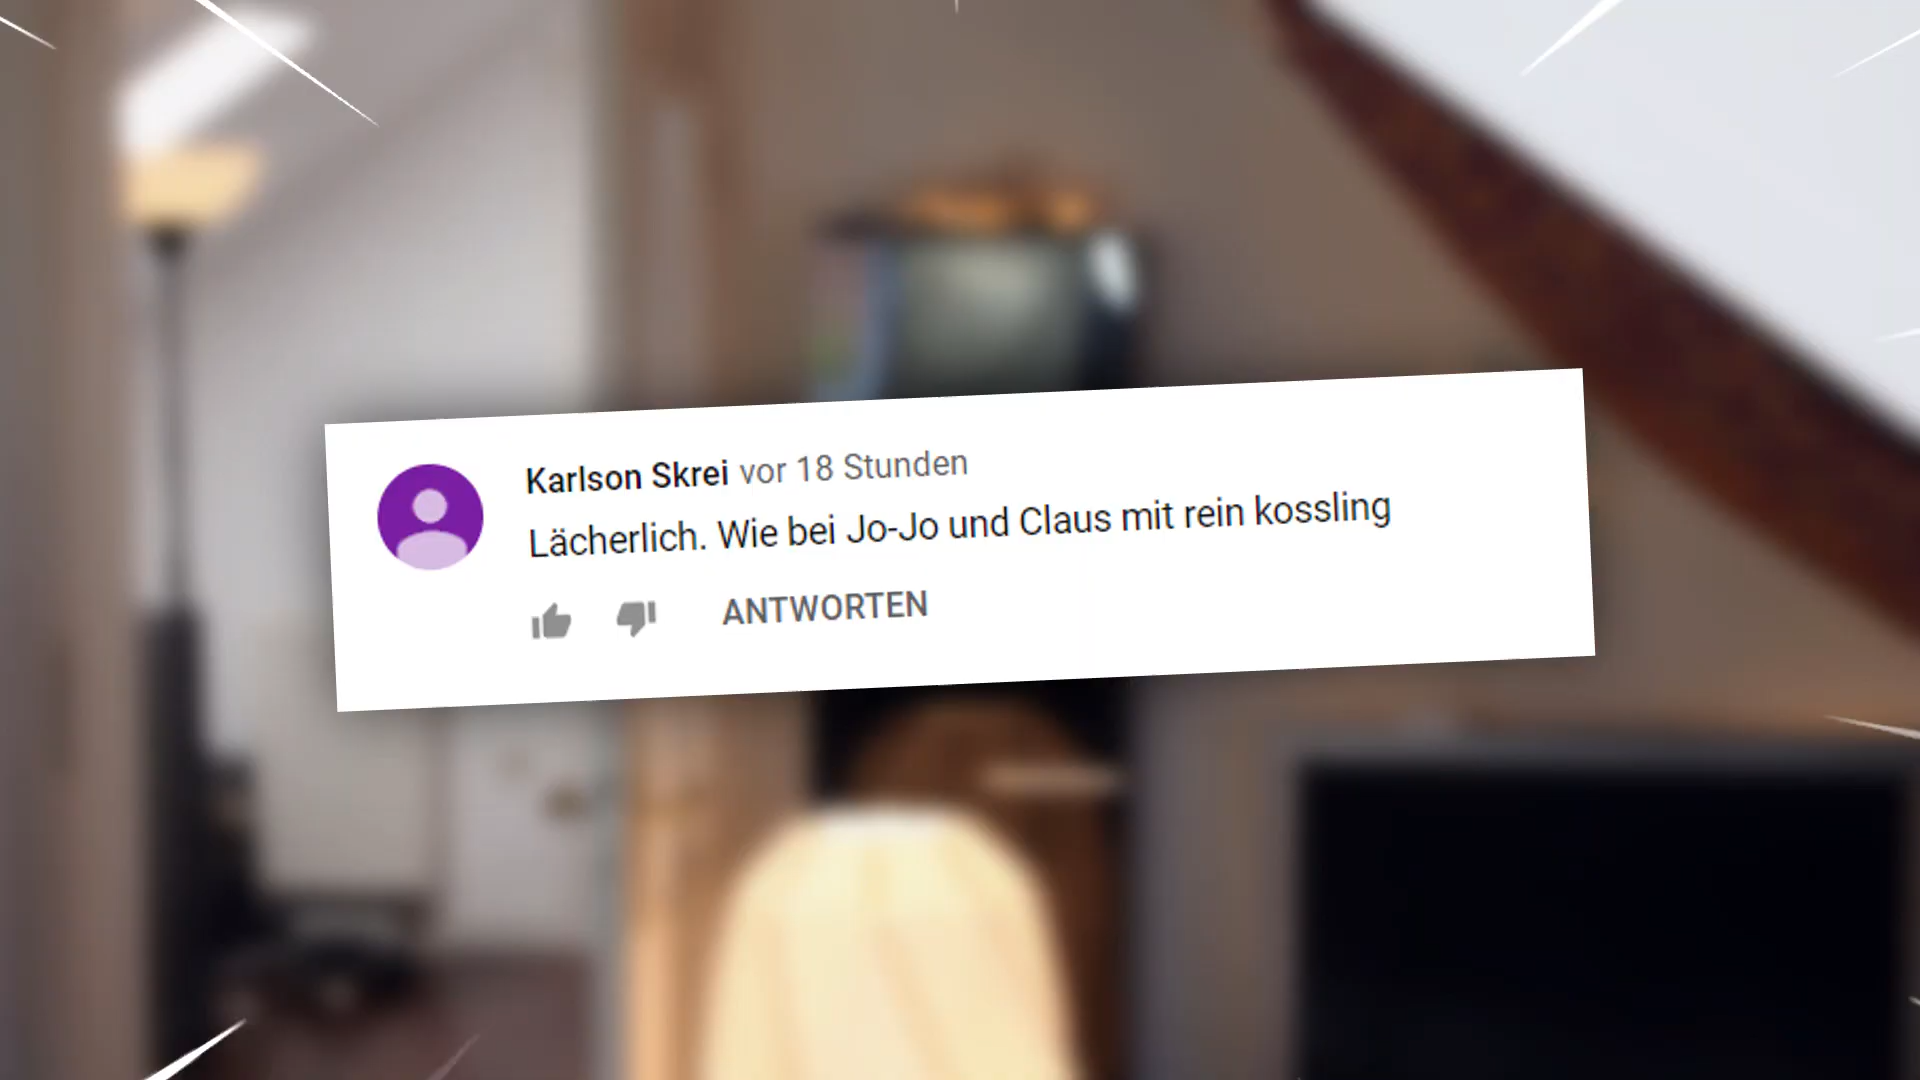 Karlson Skrei vor 18 Stunden
Lächerlich. Wie bei Jo-Jo und Claus mit rein kossling
ANTWORTEN